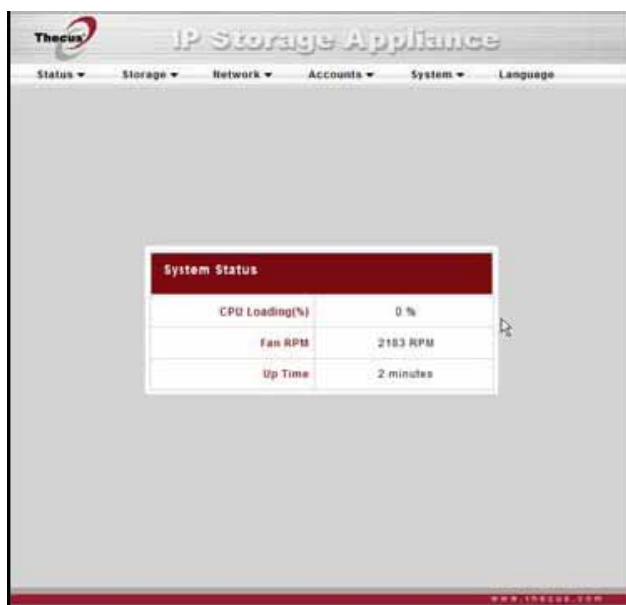 Thecus
IP Storage Appliance
Status Storage Network Accounts System Language
System Status
CPU Loading(%) 0 %
Fan RPM 2183 RPM
Up Time 2 minutes
www.thecus.com